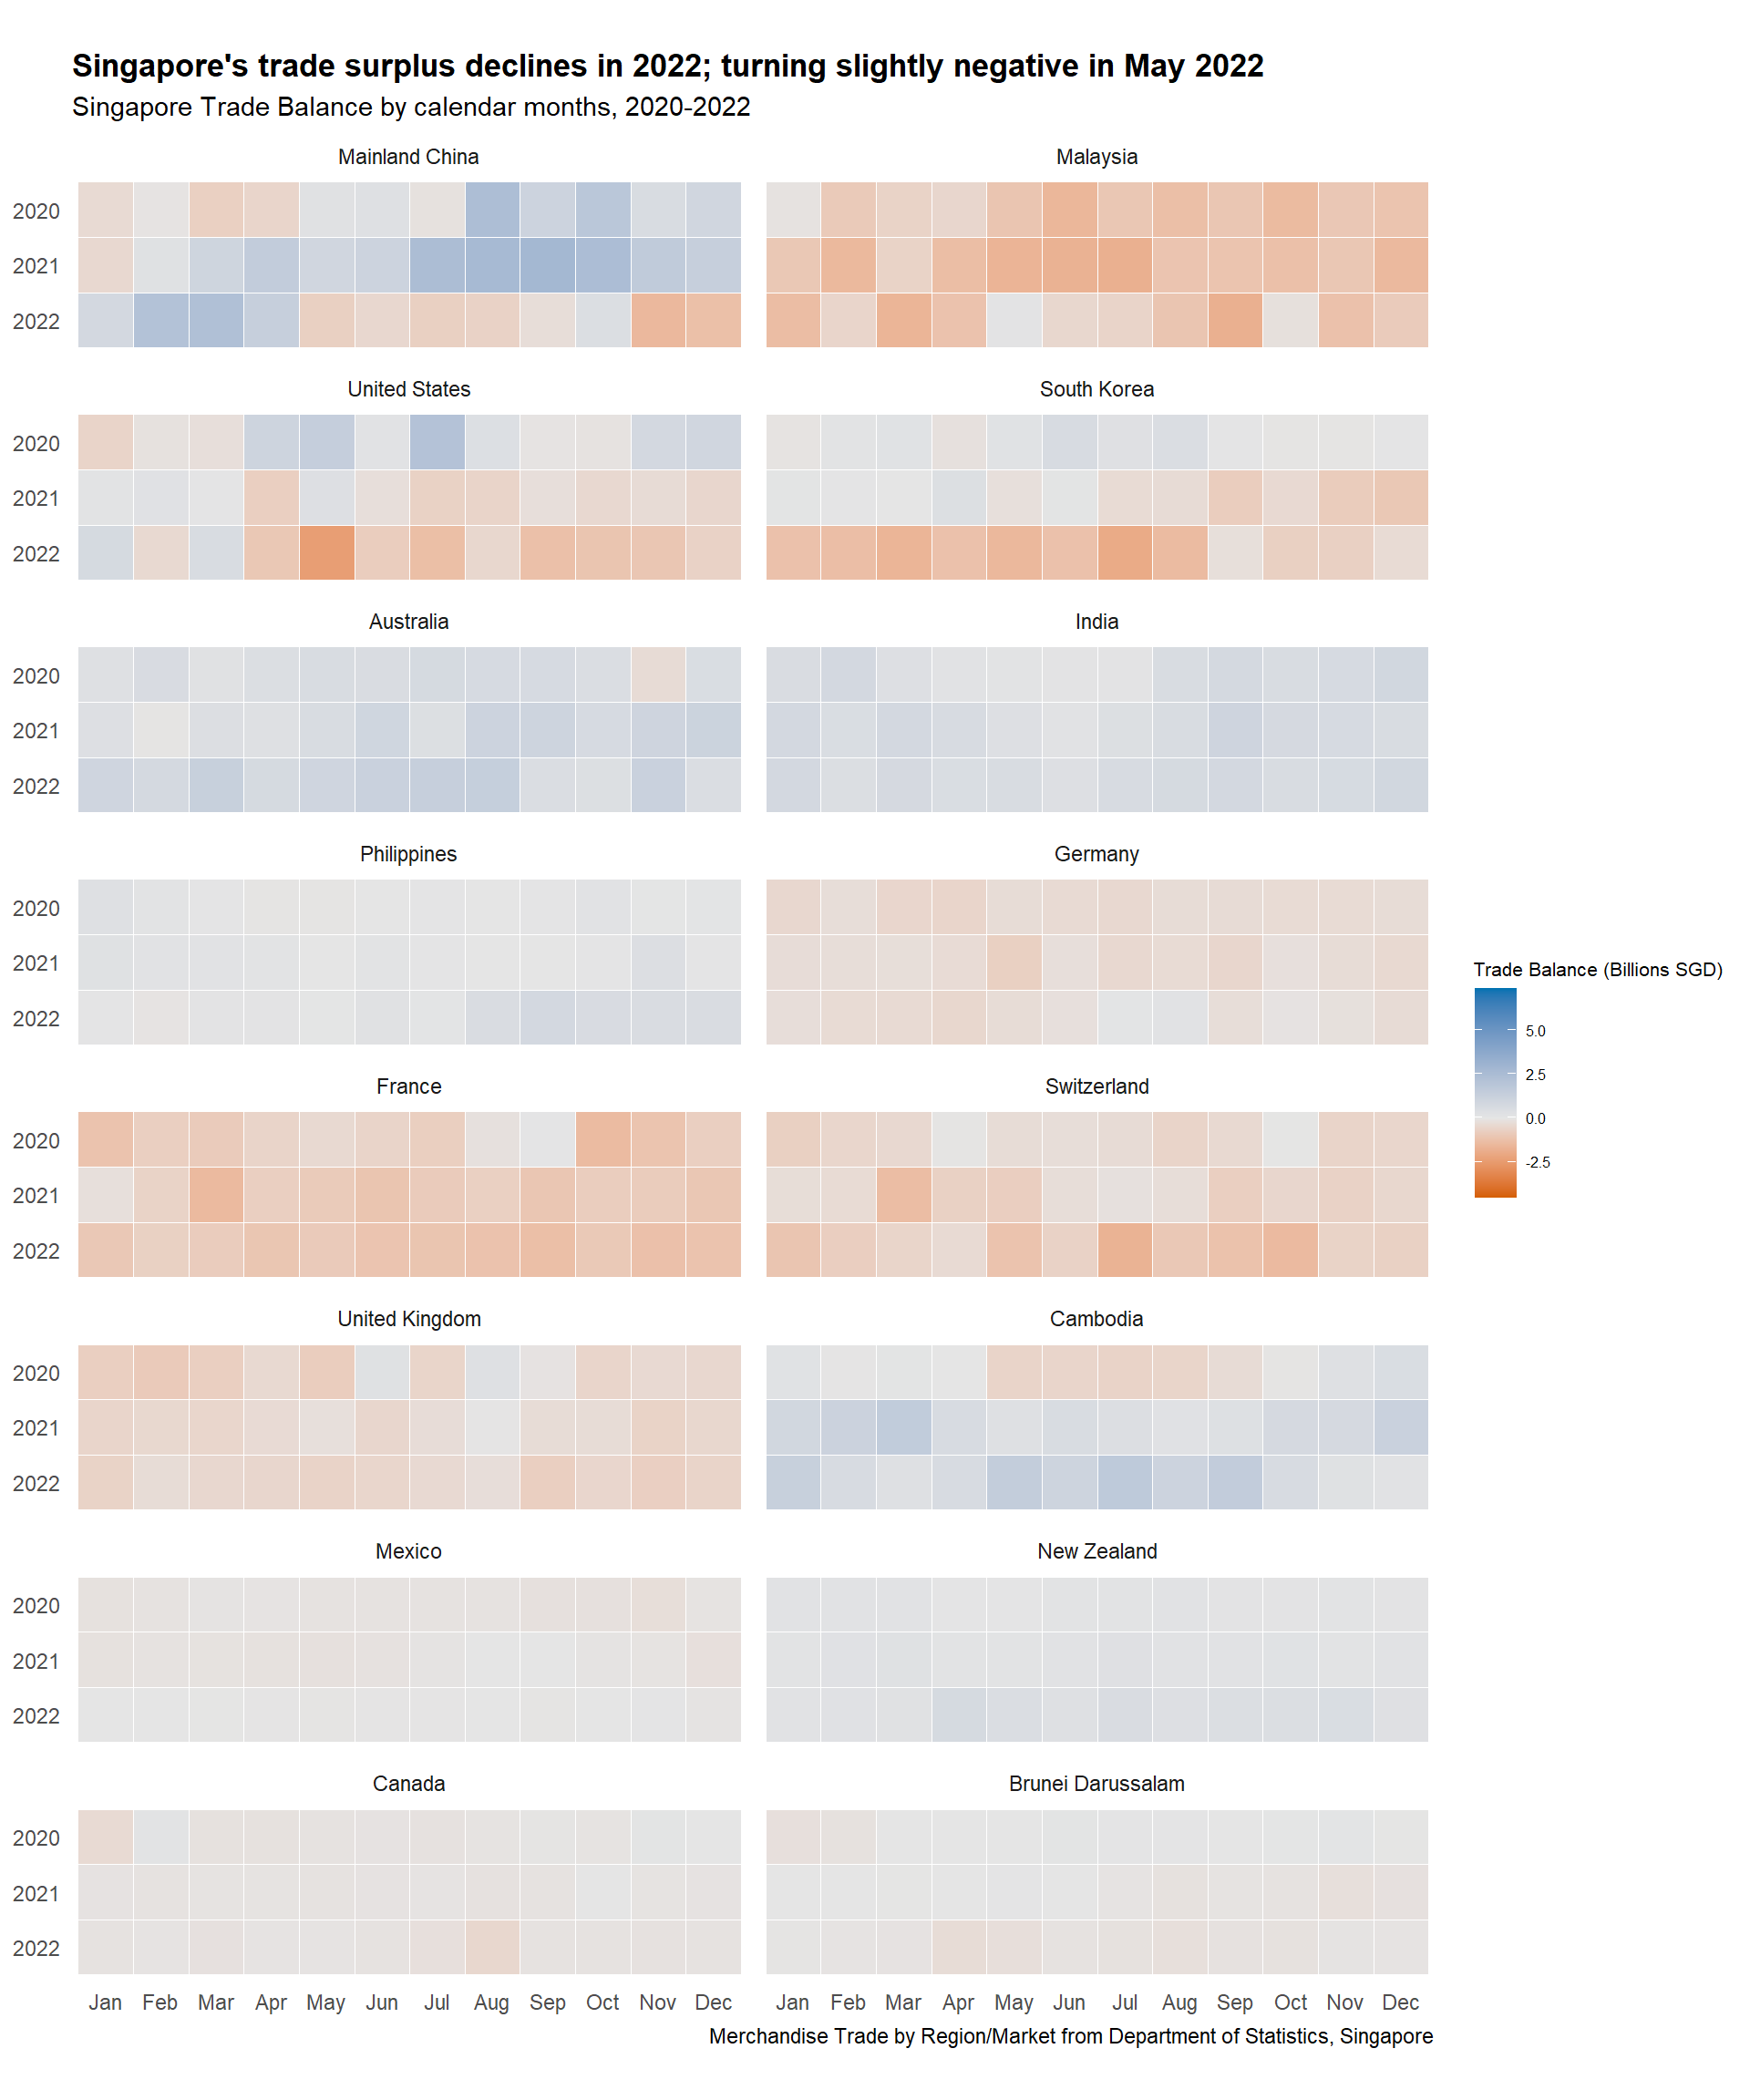 Singapore's trade surplus declines in 2022; turning slightly negative in May 2022
Singapore Trade Balance by calendar months, 2020-2022
Mainland China
Malaysia
2020
2021
2022
United States
South Korea
2020
2021
2022
Australia
India
2020
2021
2022
Philippines
Germany
2020
2021
2022
France
Switzerland
2020
2021
2022
United Kingdom
Cambodia
2020
2021
2022
Mexico
New Zealand
2020
2021
2022
Canada
Brunei Darussalam
2020
2021
2022
Jan Feb Mar Apr May Jun Jul Aug Sep Oct Nov Dec
Jan Feb Mar Apr May Jun Jul Aug Sep Oct Nov Dec
Trade Balance (Billions SGD)
5.0
2.5
0.0
-2.5
Merchandise Trade by Region/Market from Department of Statistics, Singapore